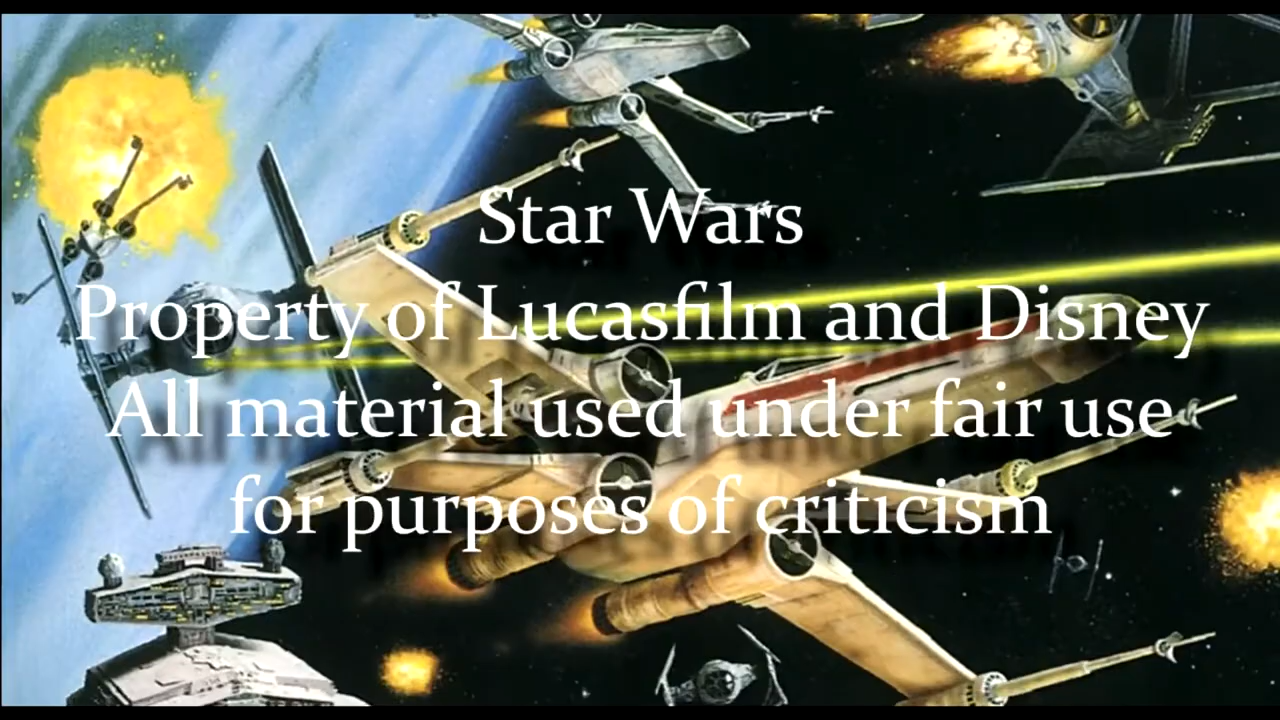 Star Wars
Property of Lucasfilm and Disney
All material used under fair use
for purposes of criticism